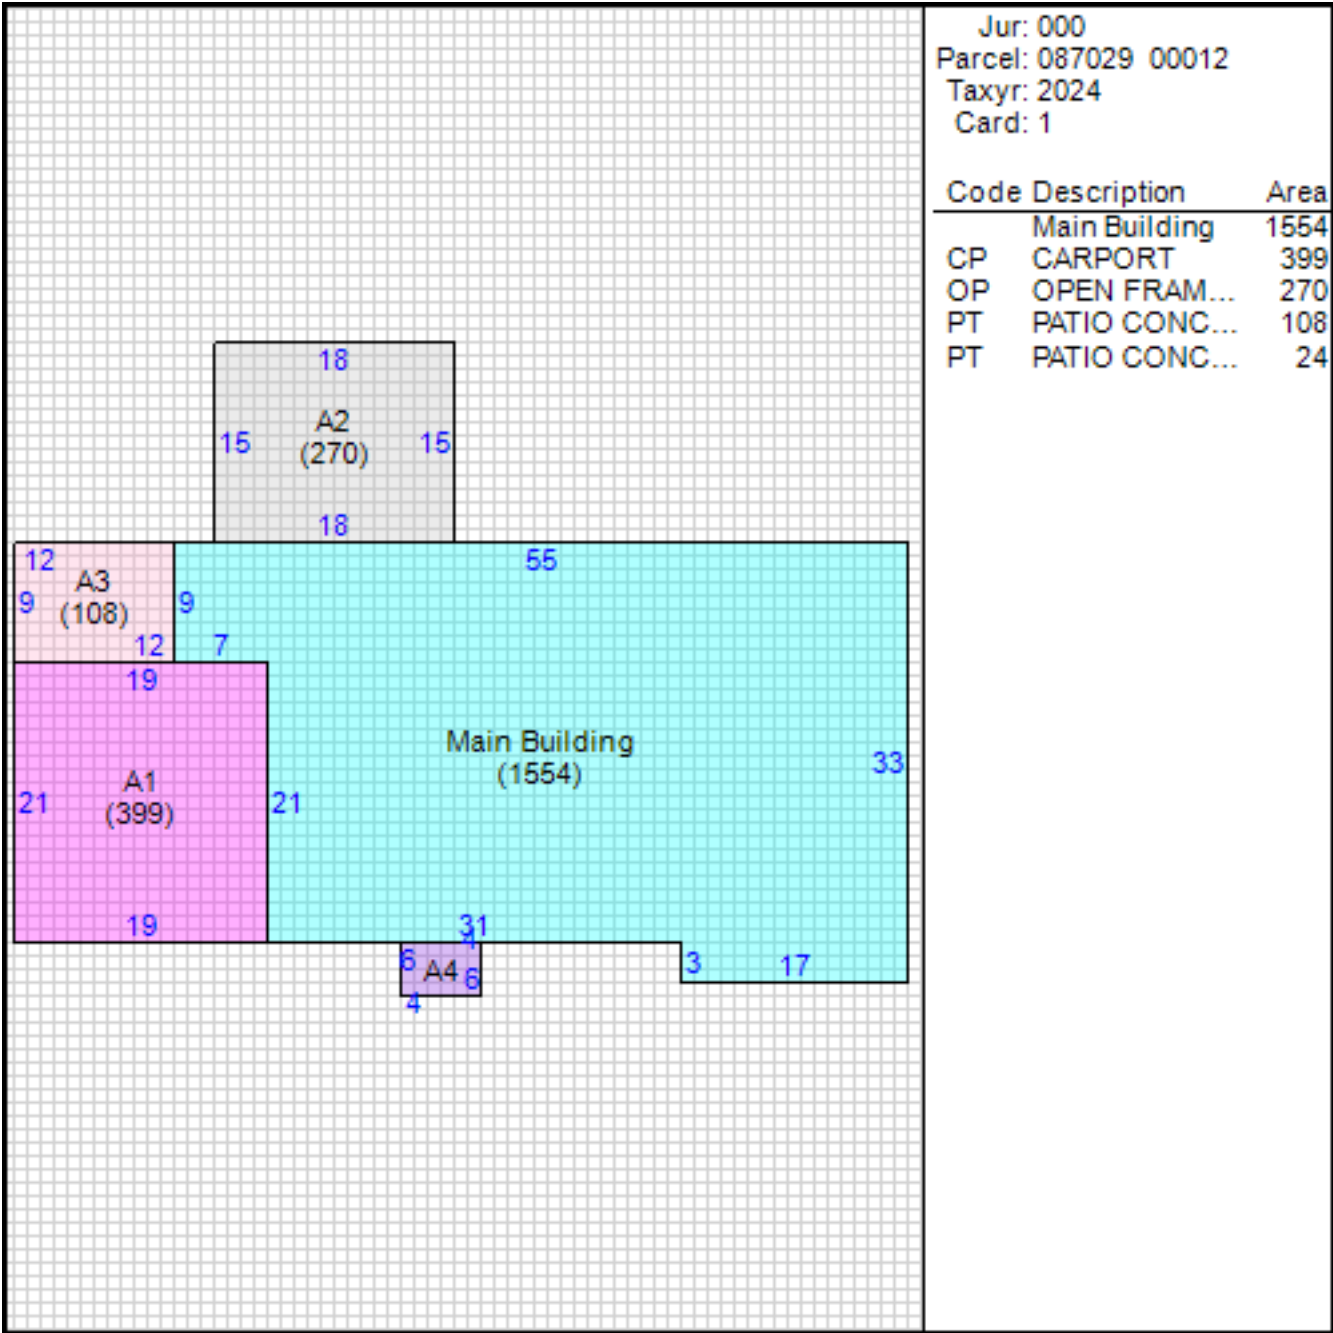 Jur: 000
Parcel: 087029 00012
Taxyr: 2024
Card: 1
Code Description Area
Main Building 1554
CP CARPORT 399
OP OPEN FRAM... 270
PT PATIO CONC... 108
PT PATIO CONC... 24
18
A2
15 (270) 15
18
12 55
A3
9 (108) 9
12 7
19
Main Building
(1554)
33
A1
21 (399) 21
19 31
4
6 A4 6
3 17
4